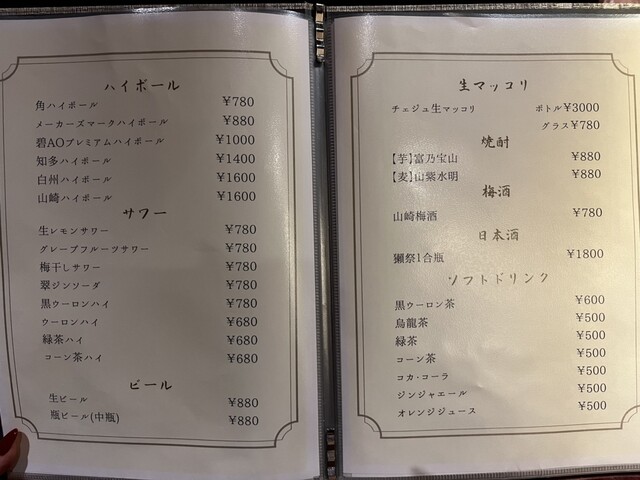 ハイボール
角ハイボール ¥780
メーカーズマークハイボール ¥880
碧AOプレミアムハイボール ¥1000
知多ハイボール ¥1400
白州ハイボール ¥1600
山崎ハイボール ¥1600
サワー
生レモンサワー ¥780
グレープフルーツサワー ¥780
梅干しサワー ¥780
翠ジンソーダ ¥780
黒ウーロンハイ ¥780
ウーロンハイ ¥680
緑茶ハイ ¥680
コーン茶ハイ ¥680
ビール
生ビール ¥880
瓶ビール(中瓶) ¥880
生マッコリ
チェジュ生マッコリ ボトル¥3000
グラス¥780
焼酎
【芋】富乃宝山 ¥880
【麦】山紫水明 ¥880
梅酒
山崎梅酒 ¥780
日本酒
獺祭1合瓶 ¥1800
ソフトドリンク
黒ウーロン茶 ¥600
烏龍茶 ¥500
緑茶 ¥500
コーン茶 ¥500
コカ・コーラ ¥500
ジンジャエール ¥500
オレンジジュース ¥500